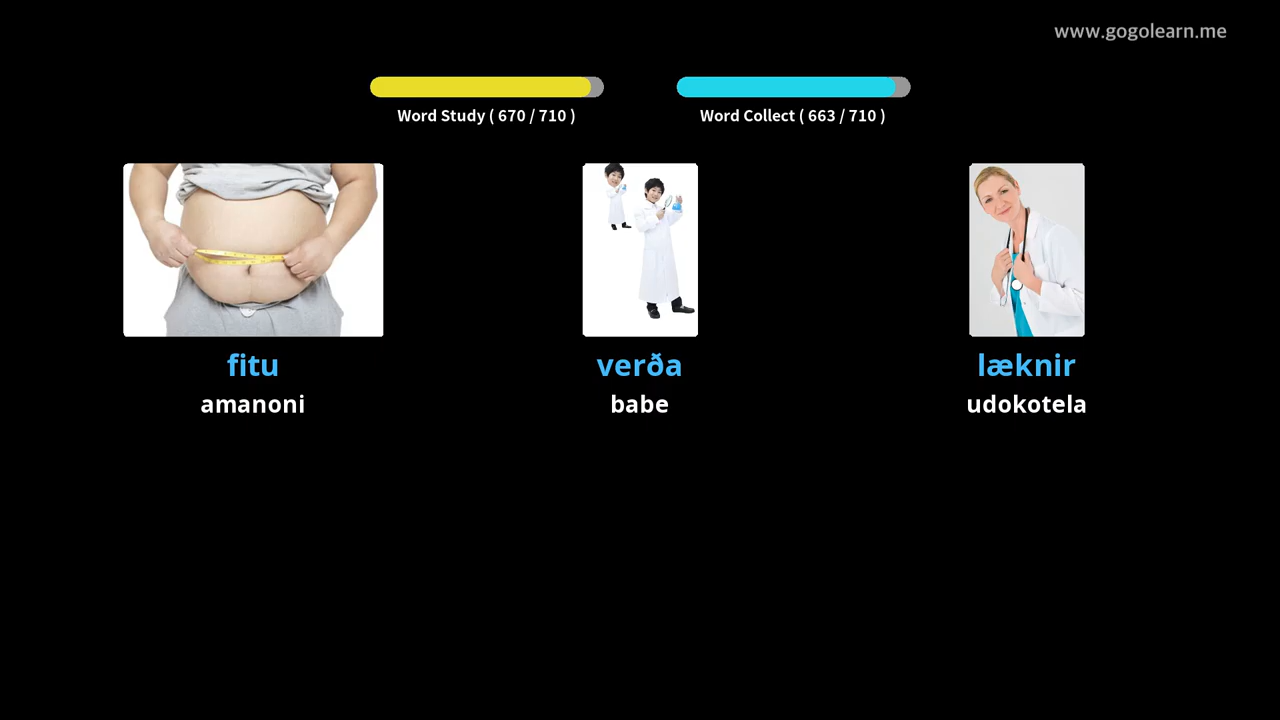 www.gogolearn.me
Word Study ( 670 / 710 )
Word Collect ( 663 / 710 )
fitu
verða
læknir
amanoni
babe
udokotela